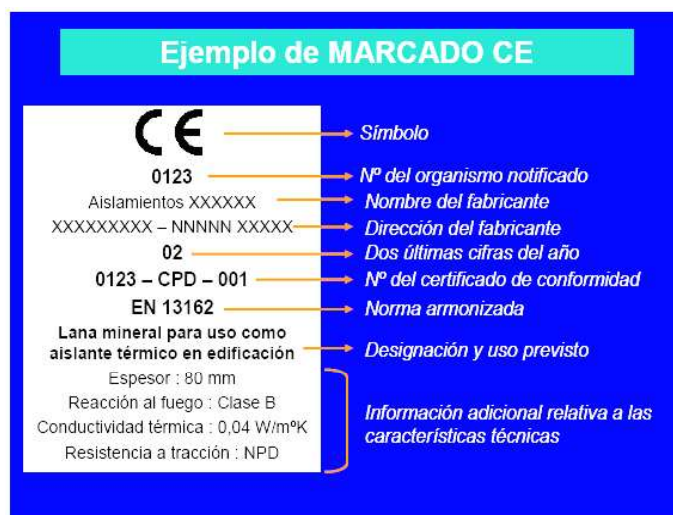 Ejemplo de MARCADO CE
CE
Símbolo
0123
Nº del organismo notificado
Aislamientos XXXXXX
Nombre del fabricante
XXXXXXXXX – NNNNN XXXXX
Dirección del fabricante
02
Dos últimas cifras del año
0123 – CPD – 001
Nº del certificado de conformidad
EN 13162
Norma armonizada
Lana mineral para uso como
aislante térmico en edificación
Designación y uso previsto
Espesor : 80 mm
Reacción al fuego : Clase B
Conductividad térmica : 0,04 W/mºK
Resistencia a tracción : NPD
Información adicional relativa a las
características técnicas